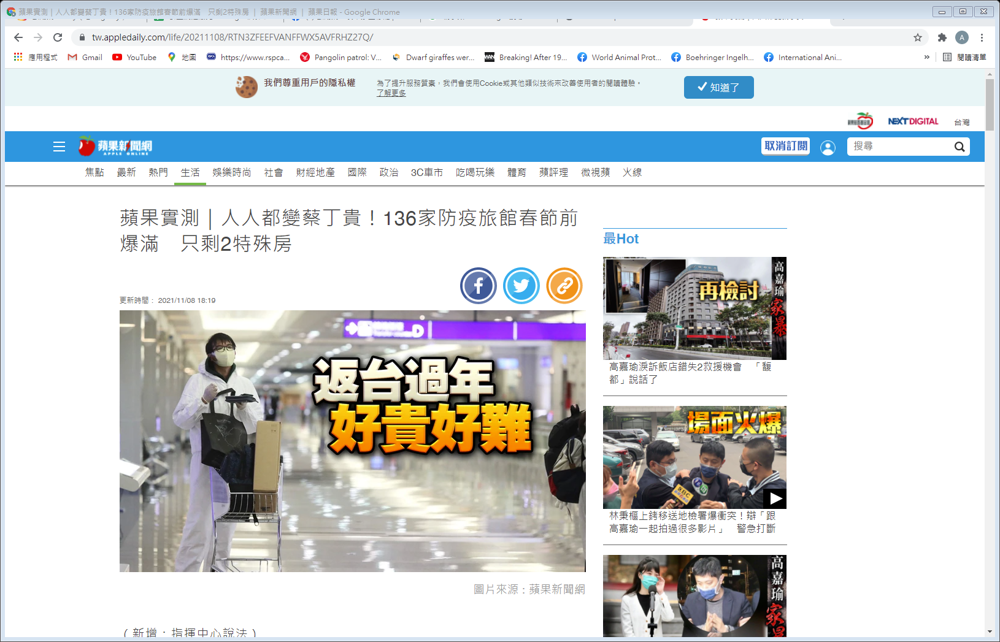 蘋果實測｜人人都變蔡丁貴！136家防疫旅館春節前爆滿　只剩2特殊房 ｜ 蘋果新聞網 ｜ 蘋果日報 - Google Chrome
tw.appledaily.com/life/20211108/RTN3ZFEEFVANFFWX5AVFRHZ27Q/
A
應用程式 Gmail YouTube 地圖 https://www.rspca... Pangolin patrol: V... Dwarf giraffes wer... Breaking! After 19... World Animal Prot... Boehringer Ingelh... International Ani... » 閱讀清單
我們尊重用戶的隱私權
為了提升服務質素，我們會使用Cookie或其他類似技術來改善使用者的閱讀體驗。
了解更多
知道了
NEXT DIGITAL 台灣
蘋果新聞網
APPLE ONLINE
取消訂閱 搜尋
焦點 最新 熱門 生活 娛樂時尚 社會 財經地產 國際 政治 3C車市 吃喝玩樂 體育 蘋評理 微視蘋 火線
蘋果實測｜人人都變蔡丁貴！136家防疫旅館春節前
爆滿　只剩2特殊房
更新時間： 2021/11/08 18:19
D
返台過年
好貴好難
圖片來源：蘋果新聞網
（新增：指揮中心說法）
最Hot
再檢討
高嘉瑜家暴
高嘉瑜淚訴飯店錯失2救援機會　「馥
都」說話了
場面火爆
林秉樞上銬移送地檢署爆衝突！辯「跟
高嘉瑜一起拍過很多影片」　警急打斷
高嘉瑜家暴